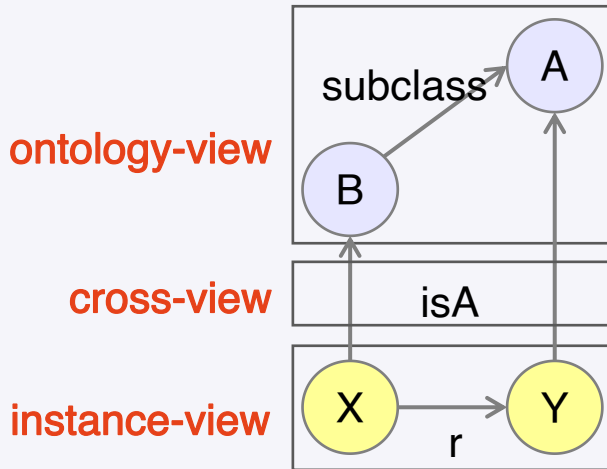 A
subclass
ontology-view
B
cross-view
isA
X
Y
instance-view
r